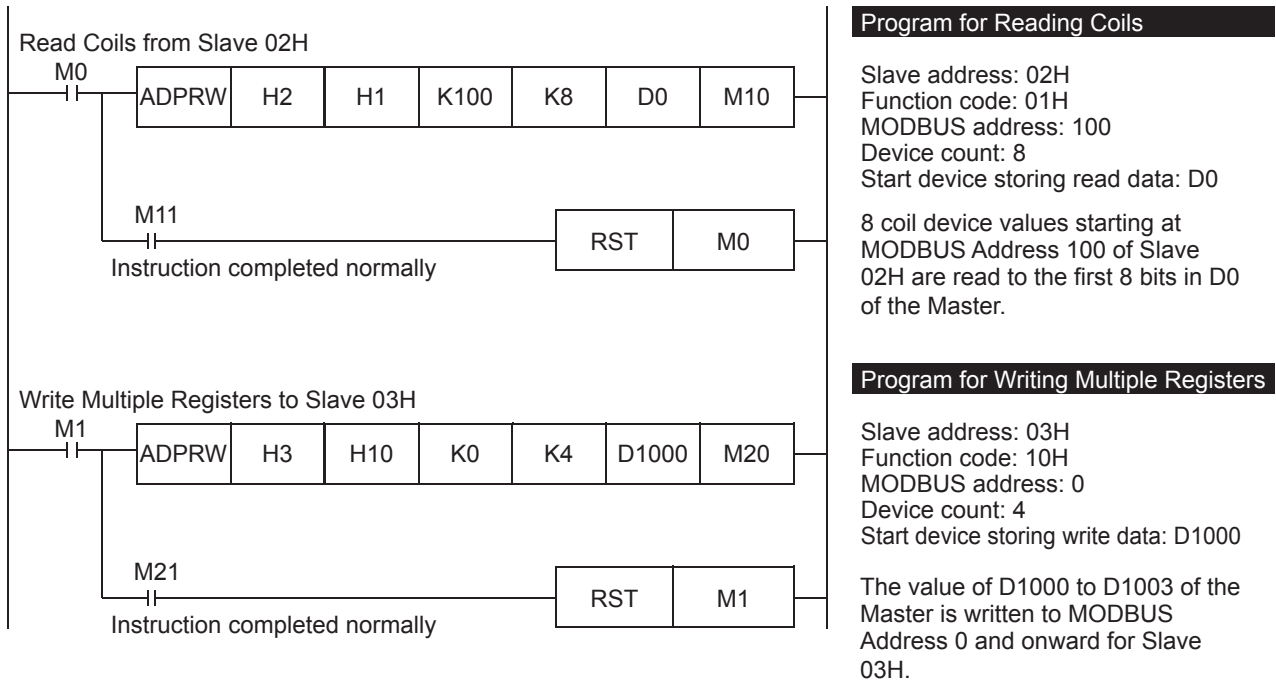 Read Coils from Slave 02H
M0
ADPRW H2 H1 K100 K8 D0 M10
M11
RST M0
Instruction completed normally
Write Multiple Registers to Slave 03H
M1
ADPRW H3 H10 K0 K4 D1000 M20
M21
RST M1
Instruction completed normally
Program for Reading Coils
Slave address: 02H
Function code: 01H
MODBUS address: 100
Device count: 8
Start device storing read data: D0
8 coil device values starting at
MODBUS Address 100 of Slave
02H are read to the first 8 bits in D0
of the Master.
Program for Writing Multiple Registers
Slave address: 03H
Function code: 10H
MODBUS address: 0
Device count: 4
Start device storing write data: D1000
The value of D1000 to D1003 of the
Master is written to MODBUS
Address 0 and onward for Slave
03H.